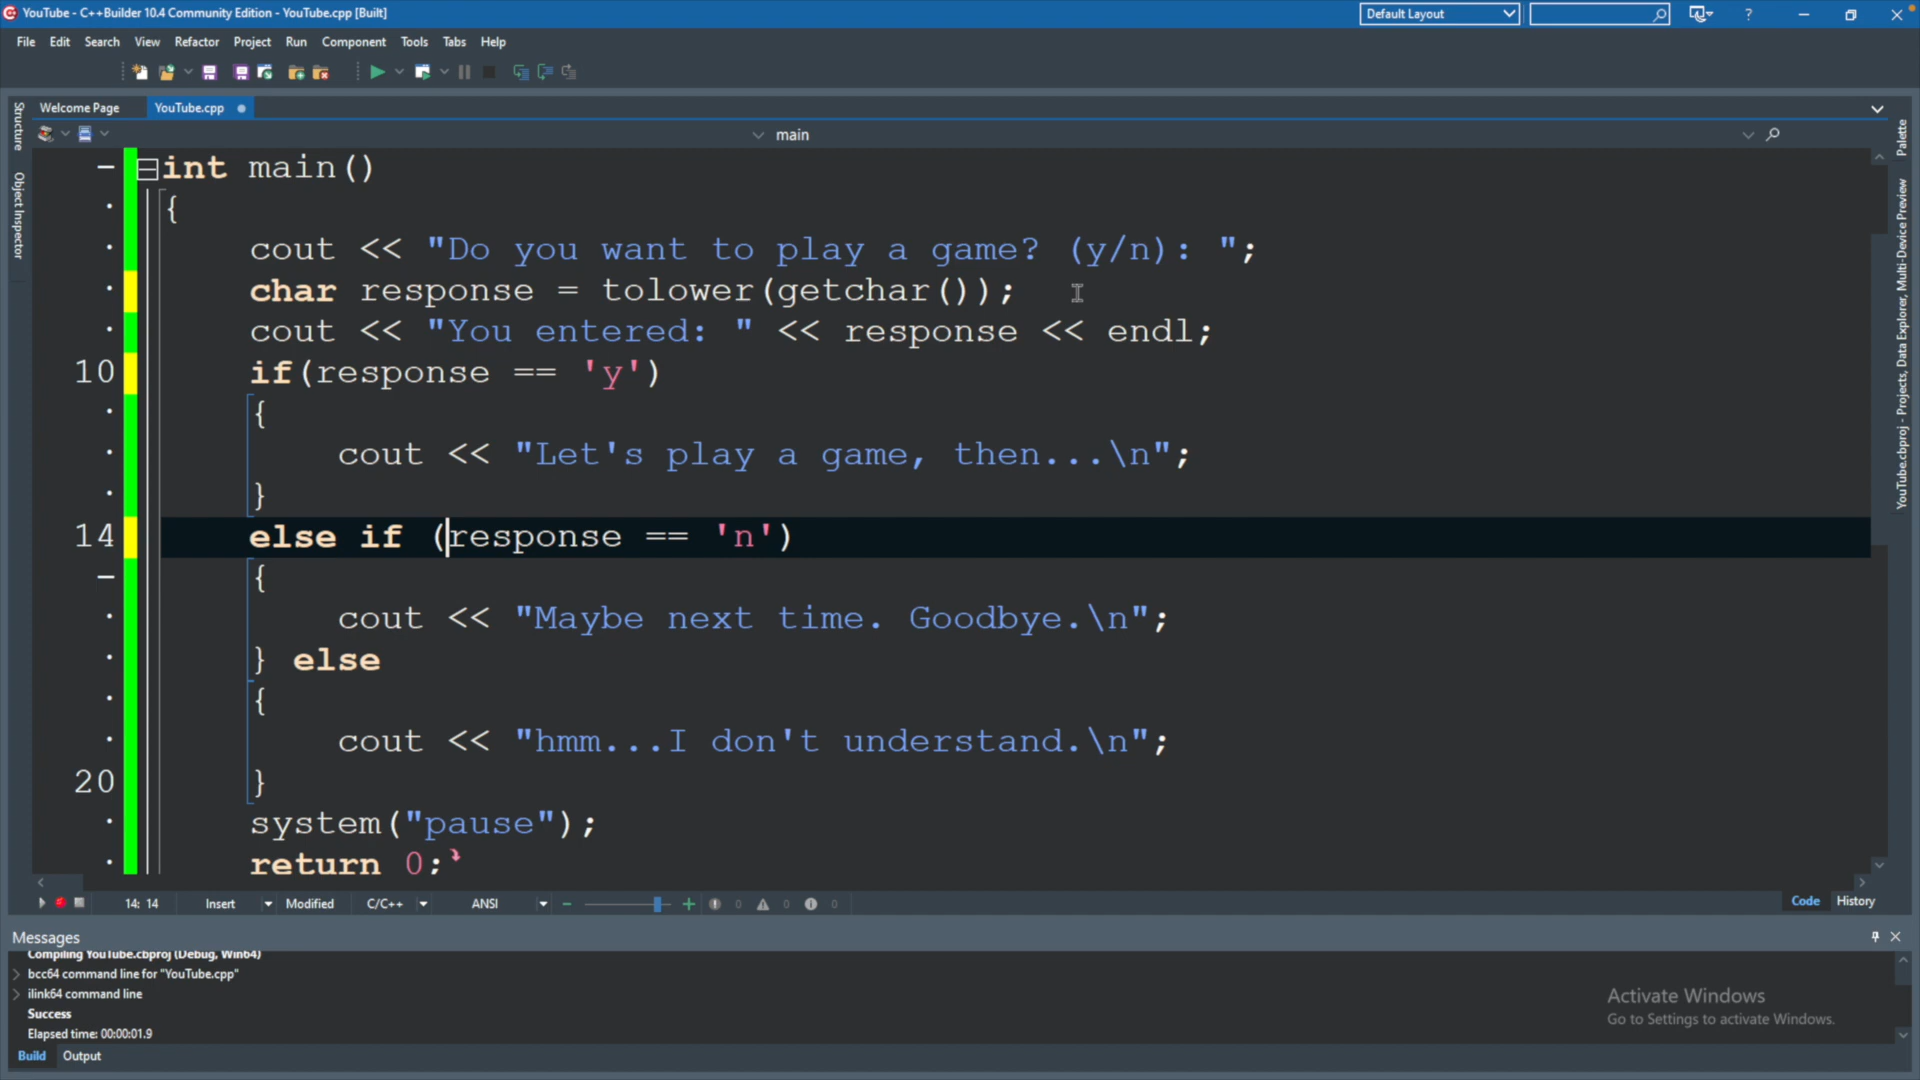 YouTube - C++Builder 10.4 Community Edition - YouTube.cpp [Built]
Default Layout
?
File Edit Search View Refactor Project Run Component Tools Tabs Help
Welcome Page YouTube.cpp
main
Structure
Object Inspector
Palette
YouTube.cbproj - Projects, Data Explorer, Multi-Device Preview
int main()
{
cout << "Do you want to play a game? (y/n): ";
char response = tolower(getchar());
cout << "You entered: " << response << endl;
10 if(response == 'y')
{
cout << "Let's play a game, then...\n";
}
14 else if (response == 'n')
{
cout << "Maybe next time. Goodbye.\n";
} else
{
cout << "hmm...I don't understand.\n";
20 }
system("pause");
return 0;
14: 14 Insert Modified C/C++ ANSI 0 0 0
Code History
Messages
Compiling YouTube.cbproj (Debug, Win64)
bcc64 command line for "YouTube.cpp"
ilink64 command line
Success
Elapsed time: 00:00:01.9
Build Output
Activate Windows
Go to Settings to activate Windows.